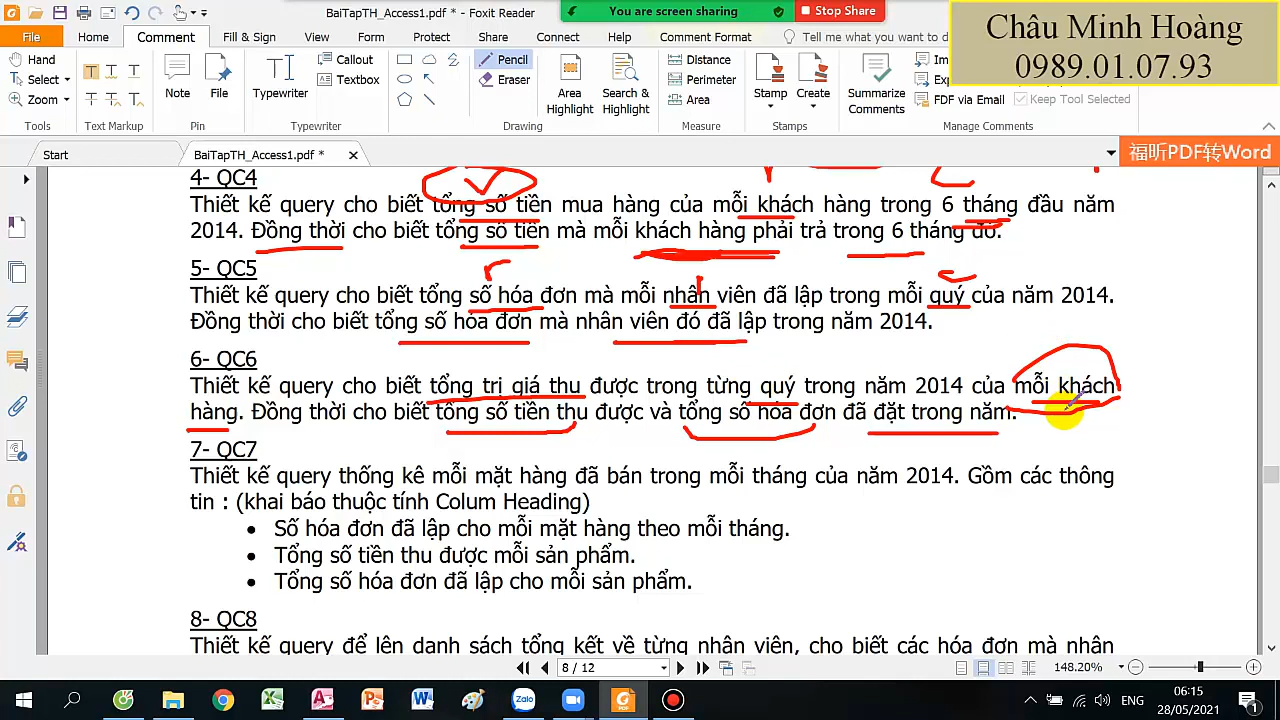 BaiTapTH_Access1.pdf * - Foxit Reader
You are screen sharing
Stop Share
Châu Minh Hoàng
0989.01.07.93
File Home Comment Fill & Sign View Form Protect Share Connect Help Comment Format Tell me what you want to
Hand
Select
Zoom
Tools
Text Markup
Note
File
Pin
Typewriter
Callout
Textbox
Typewriter
Pencil
Eraser
Drawing
Area
Highlight
Search &
Highlight
Distance
Perimeter
Area
Measure
Stamp
Create
Stamps
Summarize
Comments
Im
Exp
FDF via Email
Keep Tool Selected
Manage Comments
Start
BaiTapTH_Access1.pdf *
福昕PDF转Word
4- QC4
Thiết kế query cho biết tổng số tiền mua hàng của mỗi khách hàng trong 6 tháng đầu năm
2014. Đồng thời cho biết tổng số tiền mà mỗi khách hàng phải trả trong 6 tháng đó.
5- QC5
Thiết kế query cho biết tổng số hóa đơn mà mỗi nhân viên đã lập trong mỗi quý của năm 2014.
Đồng thời cho biết tổng số hóa đơn mà nhân viên đó đã lập trong năm 2014.
6- QC6
Thiết kế query cho biết tổng trị giá thu được trong từng quý trong năm 2014 của mỗi khách
hàng. Đồng thời cho biết tổng số tiền thu được và tổng số hóa đơn đã đặt trong năm.
7- QC7
Thiết kế query thống kê mỗi mặt hàng đã bán trong mỗi tháng của năm 2014. Gồm các thông
tin : (khai báo thuộc tính Colum Heading)
• Số hóa đơn đã lập cho mỗi mặt hàng theo mỗi tháng.
• Tổng số tiền thu được mỗi sản phẩm.
• Tổng số hóa đơn đã lập cho mỗi sản phẩm.
8- QC8
Thiết kế query để lên danh sách tổng kết về từng nhân viên, cho biết các hóa đơn mà nhân
8 / 12
148.20%
Zalo
ENG
06:15
28/05/2021